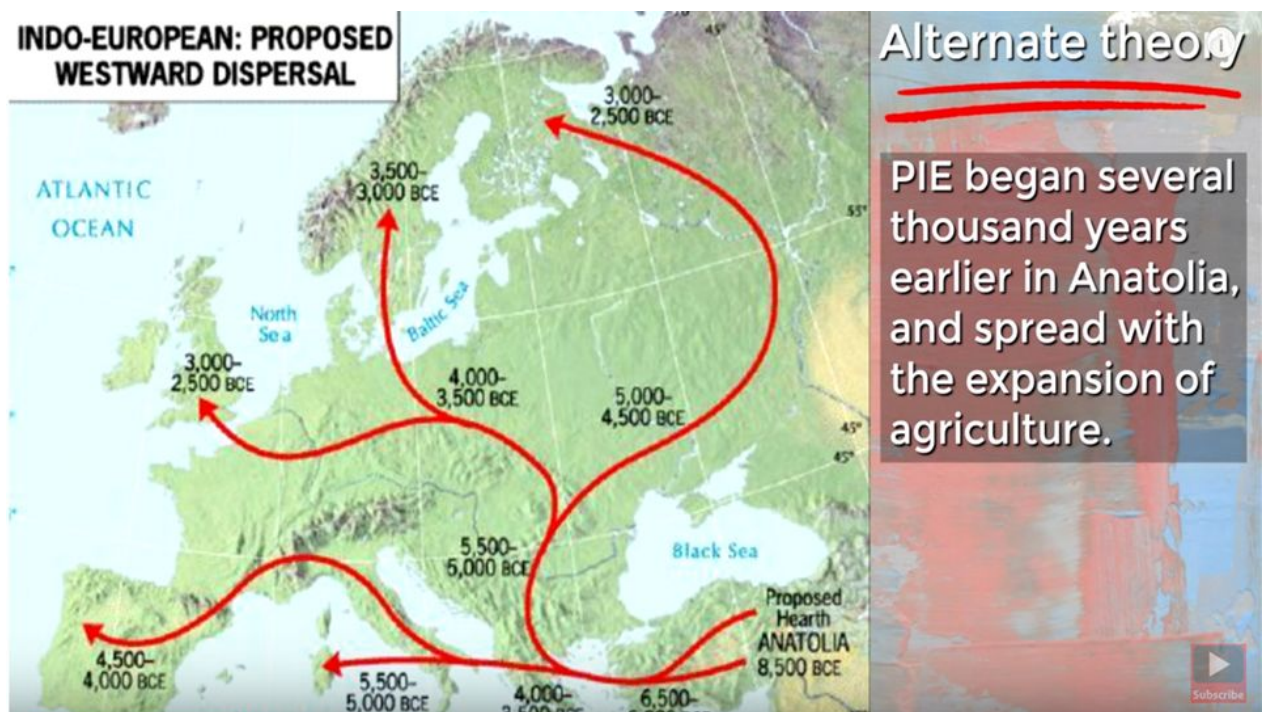 INDO-EUROPEAN: PROPOSED
WESTWARD DISPERSAL
Alternate theory
3,000-
2,500 BCE
3,500-
3,000 BCE
ATLANTIC
OCEAN
45°
55°
PIE began several
thousand years
earlier in Anatolia,
and spread with
the expansion of
agriculture.
North
Sea
Baltic Sea
3,000-
2,500 BCE
4,000-
3,500 BCE
5,000-
4,500 BCE
45°
45°
5,500-
5,000 BCE
Black Sea
Proposed
Hearth
ANATOLIA
8,500 BCE
4,500-
4,000 BCE
5,500-
5,000 BCE
4,000-
6,500-
Subscribe